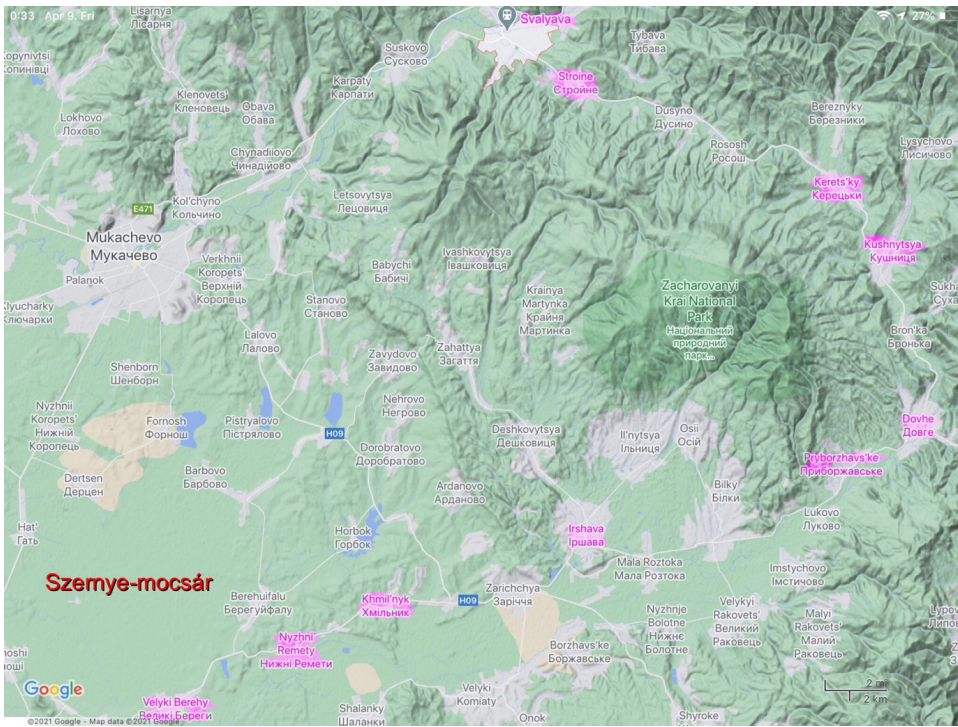 0:33 Apr 9. Fri
27%
Lisarnya
Лісарня
Svalyava
Suskovo
Сусково
Tybava
Тибава
Kopynivtsi
Копинівці
Stroine
Стройне
Karpaty
Карпати
Klenovets'
Кленовець
Obava
Обава
Lokhovo
Лохово
Dusyno
Дусино
Bereznyky
Березники
Chynadiiovo
Чинадійово
Rososh
Росош
Lysychovo
Лисичово
Kerets'ky
Керецьки
Letsovytsya
Лецовиця
Kol'chyno
Кольчино
E471
Mukachevo
Мукачево
Kushnytsya
Кушниця
Palanok
Verkhnii
Koropets'
Верхній
Коропець
Babychi
Бабичі
Ivashkovytsya
Івашковиця
Klyucharky
Ключарки
Stanovo
Станово
Krainya
Martynka
Крайня
Мартинка
Zacharovanyi
Krai National
Park
Національний
природний
парк...
Bron'ka
Бронька
Lalovo
Лалово
Zavydovo
Завидово
Zahattya
Загаття
Shenborn
Шенборн
Nyzhnii
Koropets'
Нижній
Коропець
Fornosh
Форнош
Pistryalovo
Пістрялово
H09
Nehrovo
Негрово
Deshkovytsya
Дешковиця
Il'nytsya
Ільниця
Osii
Осій
Dovhe
Довге
Dorobratovo
Доробратово
Pryborzhavs'ke
Приборжавське
Dertsen
Дерцен
Barbovo
Барбово
Ardanovo
Арданово
Bilky
Білки
Hat'
Гать
Horbok
Горбок
Irshava
Іршава
Lukovo
Луково
Mala Roztoka
Мала Розтока
Imstychovo
Імстичово
Szernye-mocsár
Berehuifalu
Берегуйфалу
Khmil'nyk
Хмільник
H09
Zarichchya
Заріччя
Nyzhnje
Bolotne
Нижнє
Болотне
Velykyi
Rakovets'
Великий
Раковець
Malyi
Rakovets'
Малий
Раковець
Nyzhni
Remety
Нижні Ремети
Borzhavs'ke
Боржавське
Google
Velyki Berehy
Великі Береги
Shalanky
Шаланки
Velyki
Komiaty
Onok
Shyroke
2 mi
2 km
©2021 Google - Map data ©2021 Google